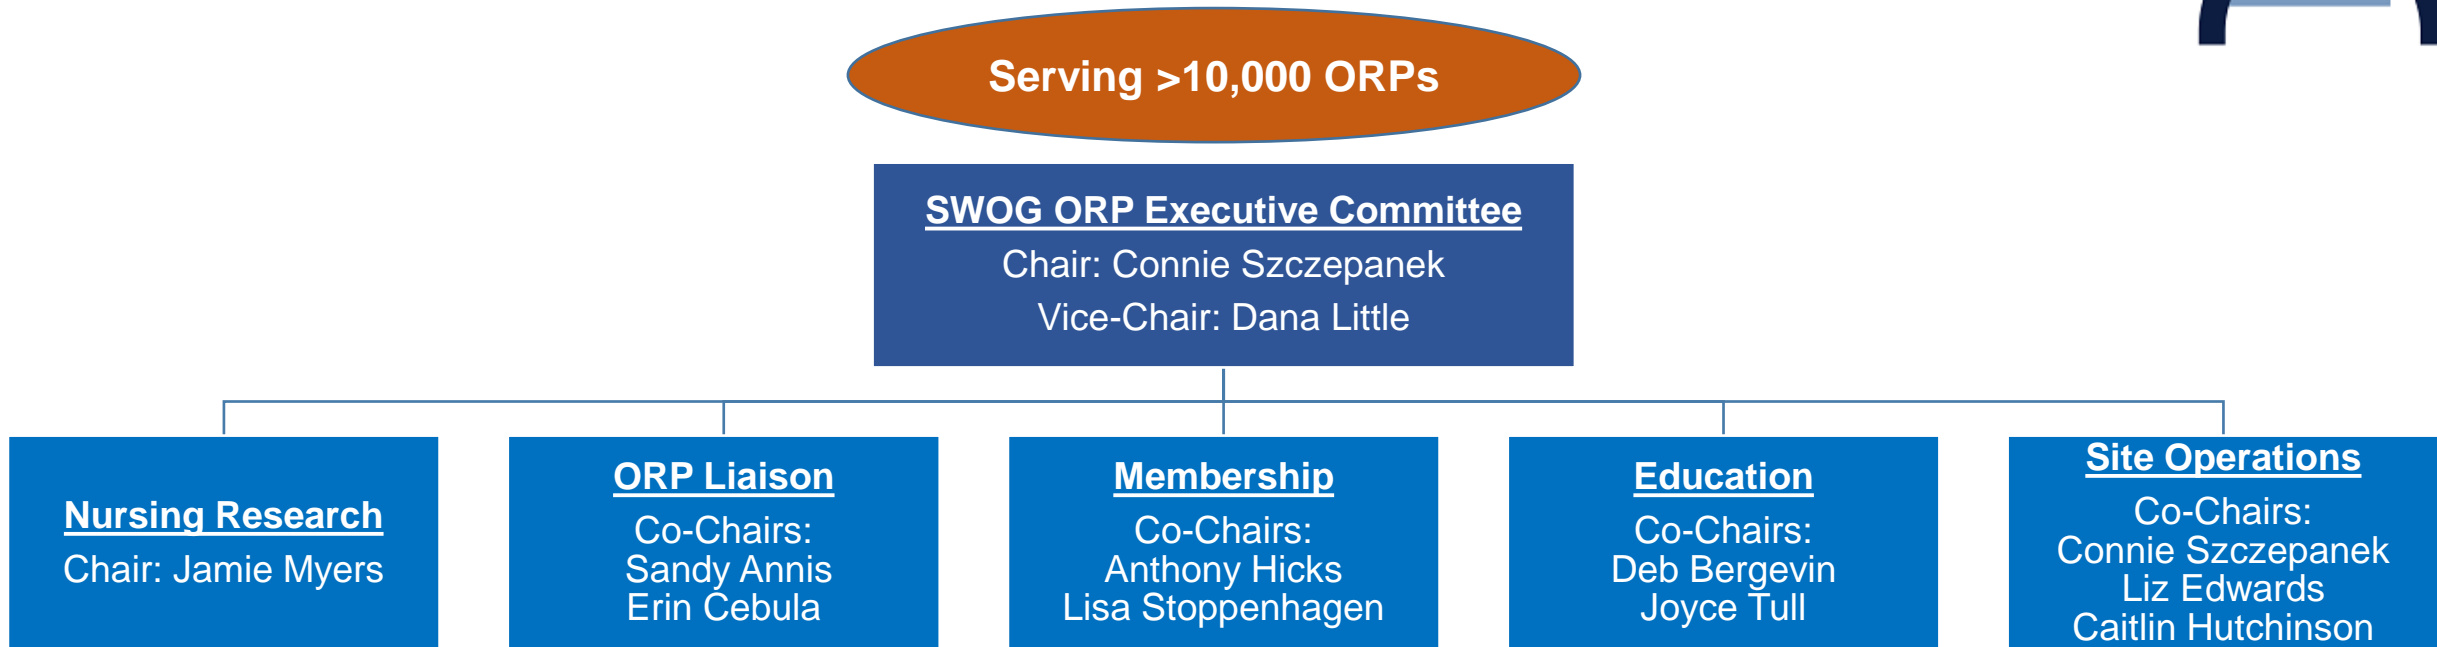 Serving >10,000 ORPs
SWOG ORP Executive Committee
Chair: Connie Szczepanek
Vice-Chair: Dana Little
Nursing Research
Chair: Jamie Myers
ORP Liaison
Co-Chairs:
Sandy Annis
Erin Cebula
Membership
Co-Chairs:
Anthony Hicks
Lisa Stoppenhagen
Education
Co-Chairs:
Deb Bergevin
Joyce Tull
Site Operations
Co-Chairs:
Connie Szczepanek
Liz Edwards
Caitlin Hutchinson